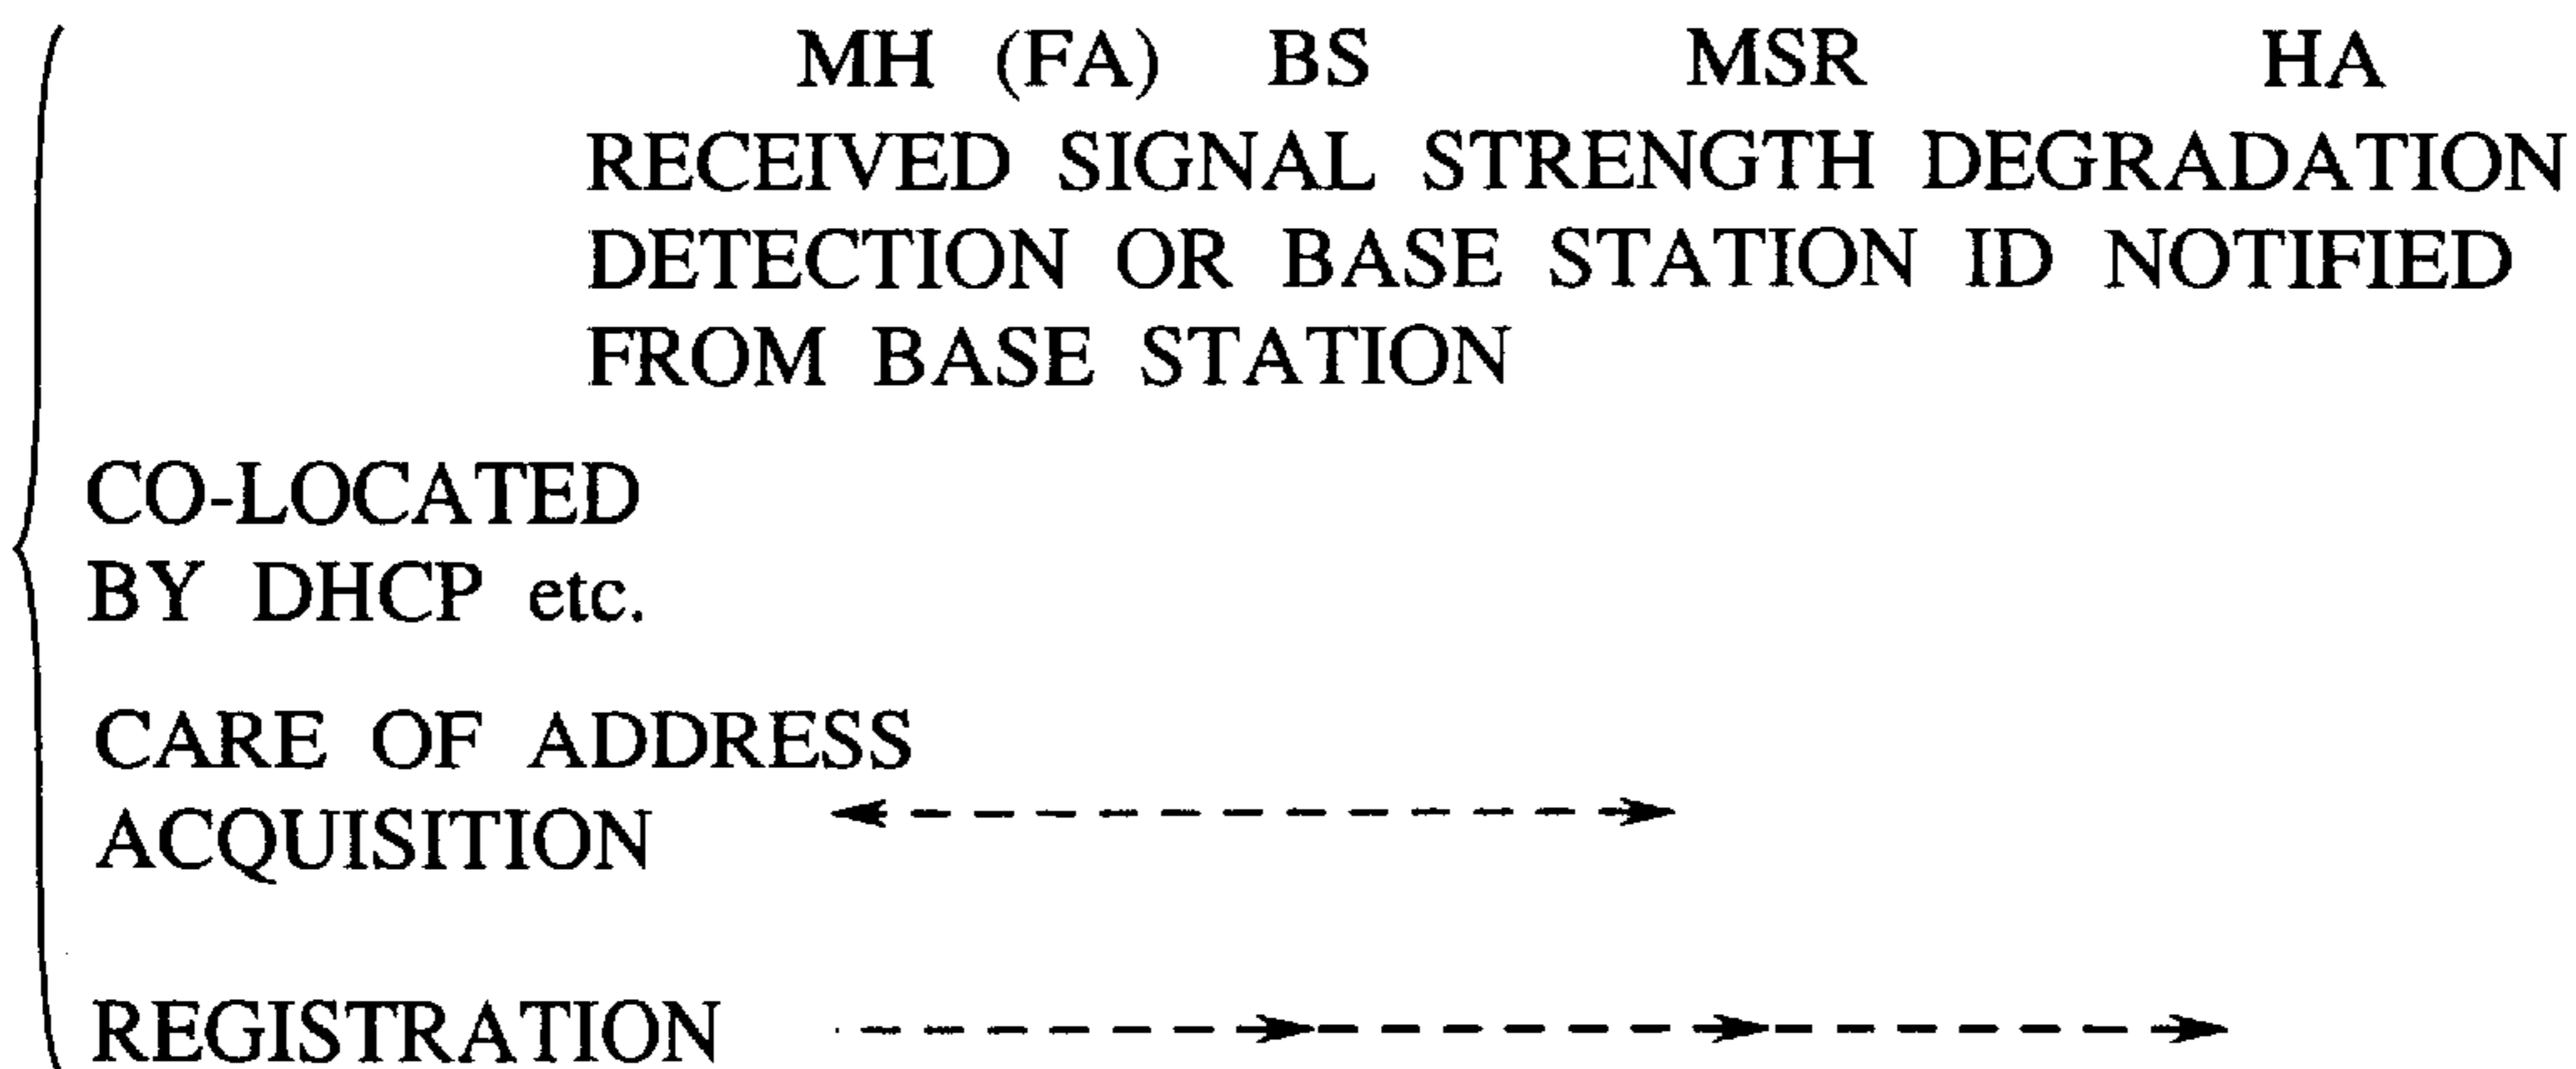 MH (FA) BS MSR HA
RECEIVED SIGNAL STRENGTH DEGRADATION
DETECTION OR BASE STATION ID NOTIFIED
FROM BASE STATION
CO-LOCATED
BY DHCP etc.
CARE OF ADDRESS
ACQUISITION
REGISTRATION